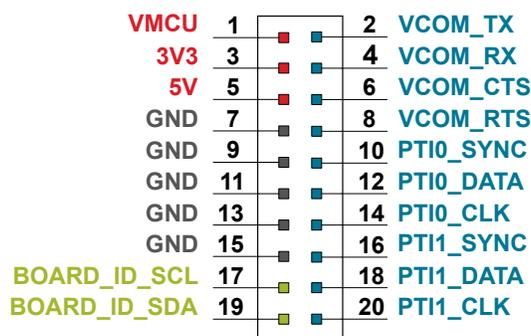 VMCU 1 2 VCOM_TX
3V3 3 4 VCOM_RX
5V 5 6 VCOM_CTS
GND 7 8 VCOM_RTS
GND 9 10 PTI0_SYNC
GND 11 12 PTI0_DATA
GND 13 14 PTI0_CLK
GND 15 16 PTI1_SYNC
BOARD_ID_SCL 17 18 PTI1_DATA
BOARD_ID_SDA 19 20 PTI1_CLK